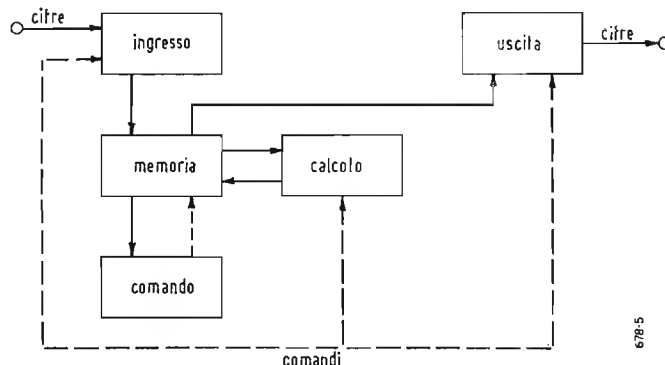 cifre
ingresso
uscita
cifre
memoria
calcolo
comando
comandi
678-5